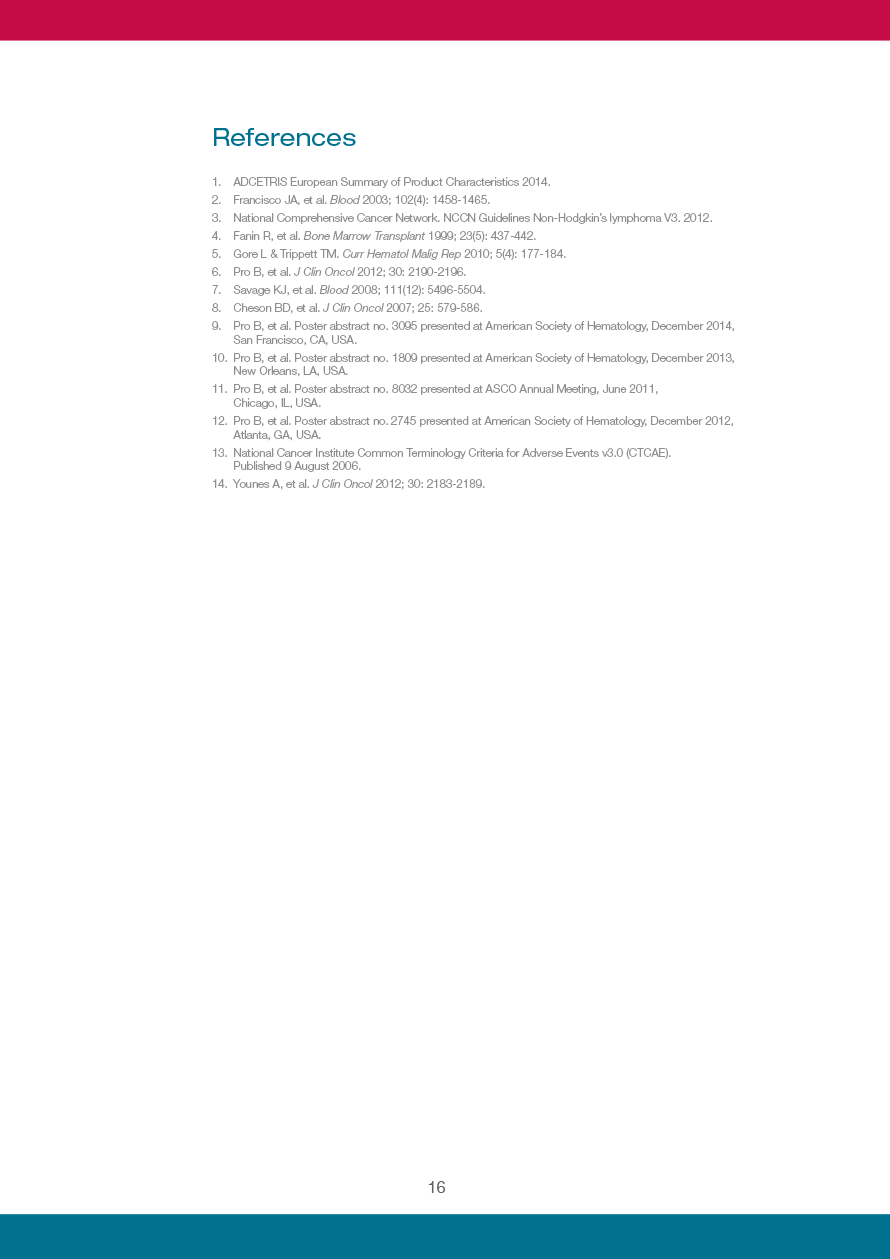 References
1. ADCETRIS European Summary of Product Characteristics 2014.
2. Francisco JA, et al. Blood 2003; 102(4): 1458-1465.
3. National Comprehensive Cancer Network. NCCN Guidelines Non-Hodgkin's lymphoma V3. 2012.
4. Fanin R, et al. Bone Marrow Transplant 1999; 23(5): 437-442.
5. Gore L & Trippett TM. Curr Hematol Malig Rep 2010; 5(4): 177-184.
6. Pro B, et al. J Clin Oncol 2012; 30: 2190-2196.
7. Savage KJ, et al. Blood 2008; 111(12): 5496-5504.
8. Cheson BD, et al. J Clin Oncol 2007; 25: 579-586.
9. Pro B, et al. Poster abstract no. 3095 presented at American Society of Hematology, December 2014,
San Francisco, CA, USA.
10. Pro B, et al. Poster abstract no. 1809 presented at American Society of Hematology, December 2013,
New Orleans, LA, USA.
11. Pro B, et al. Poster abstract no. 8032 presented at ASCO Annual Meeting, June 2011,
Chicago, IL, USA.
12. Pro B, et al. Poster abstract no. 2745 presented at American Society of Hematology, December 2012,
Atlanta, GA, USA.
13. National Cancer Institute Common Terminology Criteria for Adverse Events v3.0 (CTCAE).
Published 9 August 2006.
14. Younes A, et al. J Clin Oncol 2012; 30: 2183-2189.
16